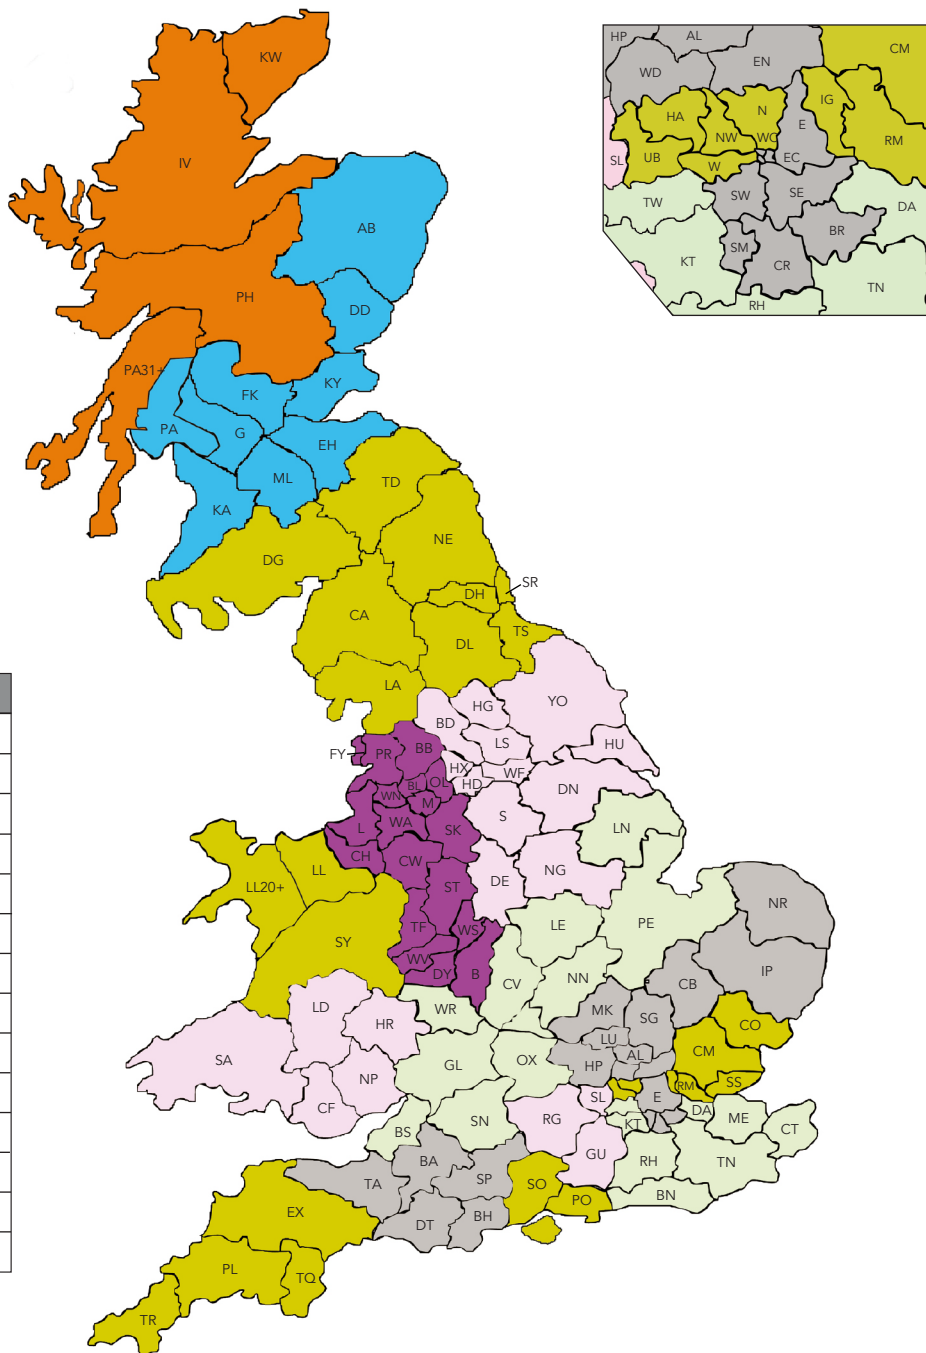 KW
IV
AB
PH
DD
PA31+
FK
KY
PA
G
EH
ML
KA
TD
NE
DG
SR
DH
CA
TS
DL
LA
YO
HG
BD
LS
HU
FY
PR
BB
HX
WF
HD
DN
BL
OL
WN
M
S
LN
L
WA
SK
CH
CW
LL
DE
NG
LL20+
ST
NR
TF
WS
LE
PE
SY
WV
DY
B
IP
CV
NN
CB
LD
WR
MK
SG
HR
CO
LU
AL
CM
SA
GL
OX
HP
NP
RM
SS
SL
E
CF
DA
ME
RG
SN
KT
CT
BS
GU
RH
TN
BA
TA
SP
SO
PO
BN
EX
DT
BH
PL
TQ
TR
HP
AL
CM
WD
EN
IG
HA
N
E
NW
WC
RM
UB
EC
SL
W
TW
SW
SE
DA
BR
SM
KT
CR
TN
RH